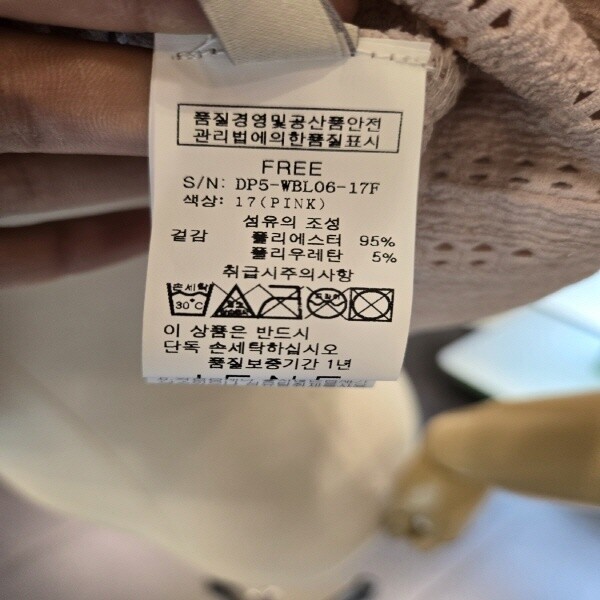 품질경영및공산품안전
관리법에의한품질표시
FREE
S/N: DP5-WBL06-17F
색상: 17(PINK)
섬유의 조성
겉감 폴리에스터 95%
폴리우레탄 5%
취급시주의사항
손세탁
30°C
이 상품은 반드시
단독 손세탁하십시오
품질보증기간 1년